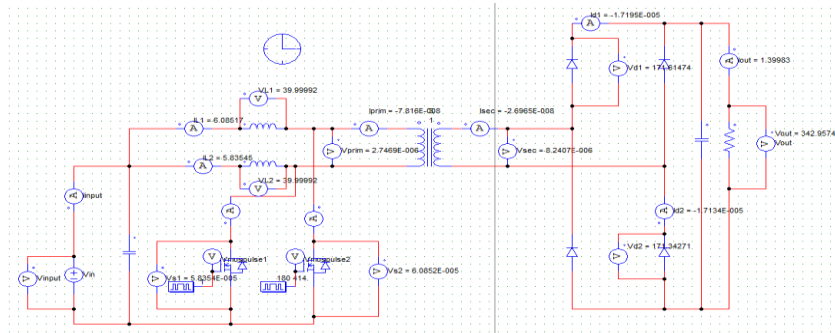 Id1 = -1.7195E-005
A
Vd1 = 171.61474
Iout = 1.39983
VL1 = 39.99992
V
IL1 = 6.08517
A
Iprim = -7.816E-008
A
1
Isec = -2.6965E-008
A
Vprim = 2.7469E-006
Vsec = 8.2407E-006
Vout = 342.9574
Vout
IL2 = 5.83545
A
VL2 = 39.99992
V
Iinput
A
A
A
Id2 = -1.7134E-005
Vinput
Vin
V
V
Vs1 = 5.8354E-005
180.414.
Vs2 = 6.0852E-005
Vd2 = 171.34271